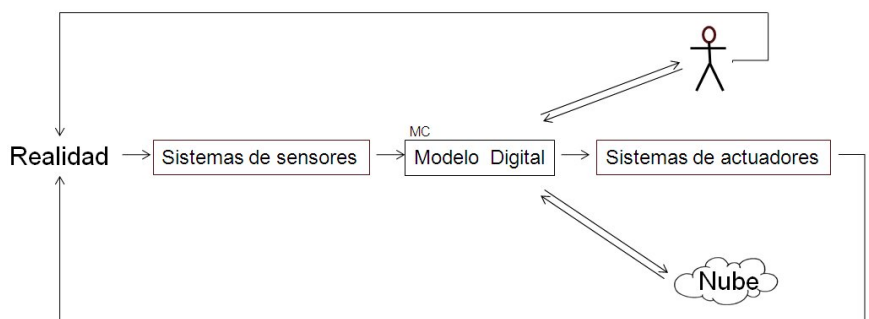 MC
Realidad
Sistemas de sensores
Modelo Digital
Sistemas de actuadores
Nube